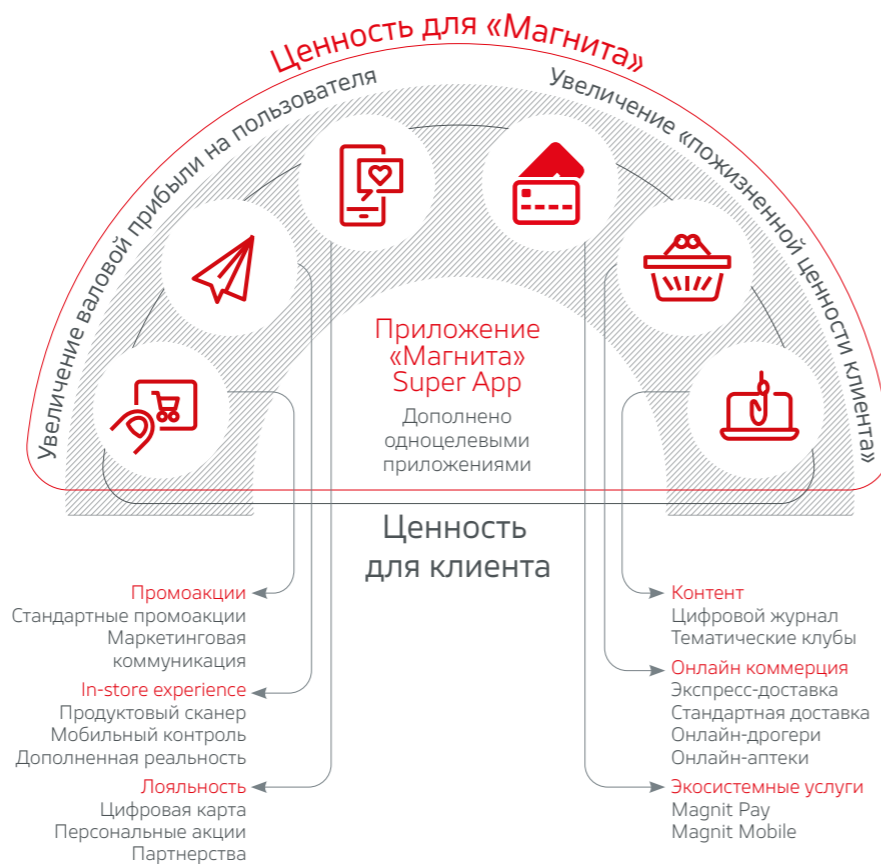 Ценность для «Магнита»
Увеличение валовой прибыли на пользователя
Увеличение «пожизненной ценности клиента»
Приложение
«Магнита»
Super App
Дополнено
одноцелевыми
приложениями
Ценность
для клиента
Промоакции
Стандартные промоакции
Маркетинговая
коммуникация
In-store experience
Продуктовый сканер
Мобильный контроль
Дополненная реальность
Лояльность
Цифровая карта
Персональные акции
Партнерства
Контент
Цифровой журнал
Тематические клубы
Онлайн коммерция
Экспресс-доставка
Стандартная доставка
Онлайн-дрогери
Онлайн-аптеки
Экосистемные услуги
Magnit Pay
Magnit Mobile